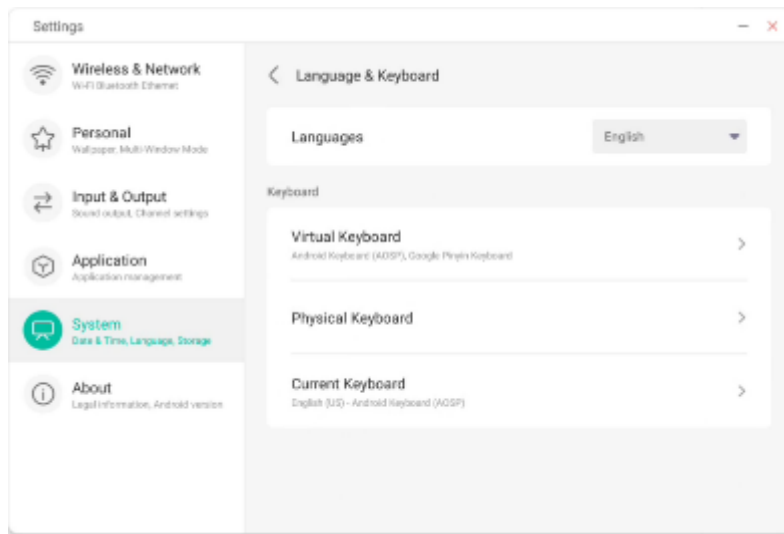 Settings
Wireless & Network
Wi-Fi Bluetooth Ethernet
Personal
Wallpaper, Multi-Window Mode
Input & Output
Sound output, Channel settings
Application
Application management
System
Date & Time, Language, Storage
About
Legal information, Android version
Language & Keyboard
Languages
English
Keyboard
Virtual Keyboard
Android Keyboard (AOSP), Google Pinyin Keyboard
Physical Keyboard
Current Keyboard
English (US) - Android Keyboard (AOSP)